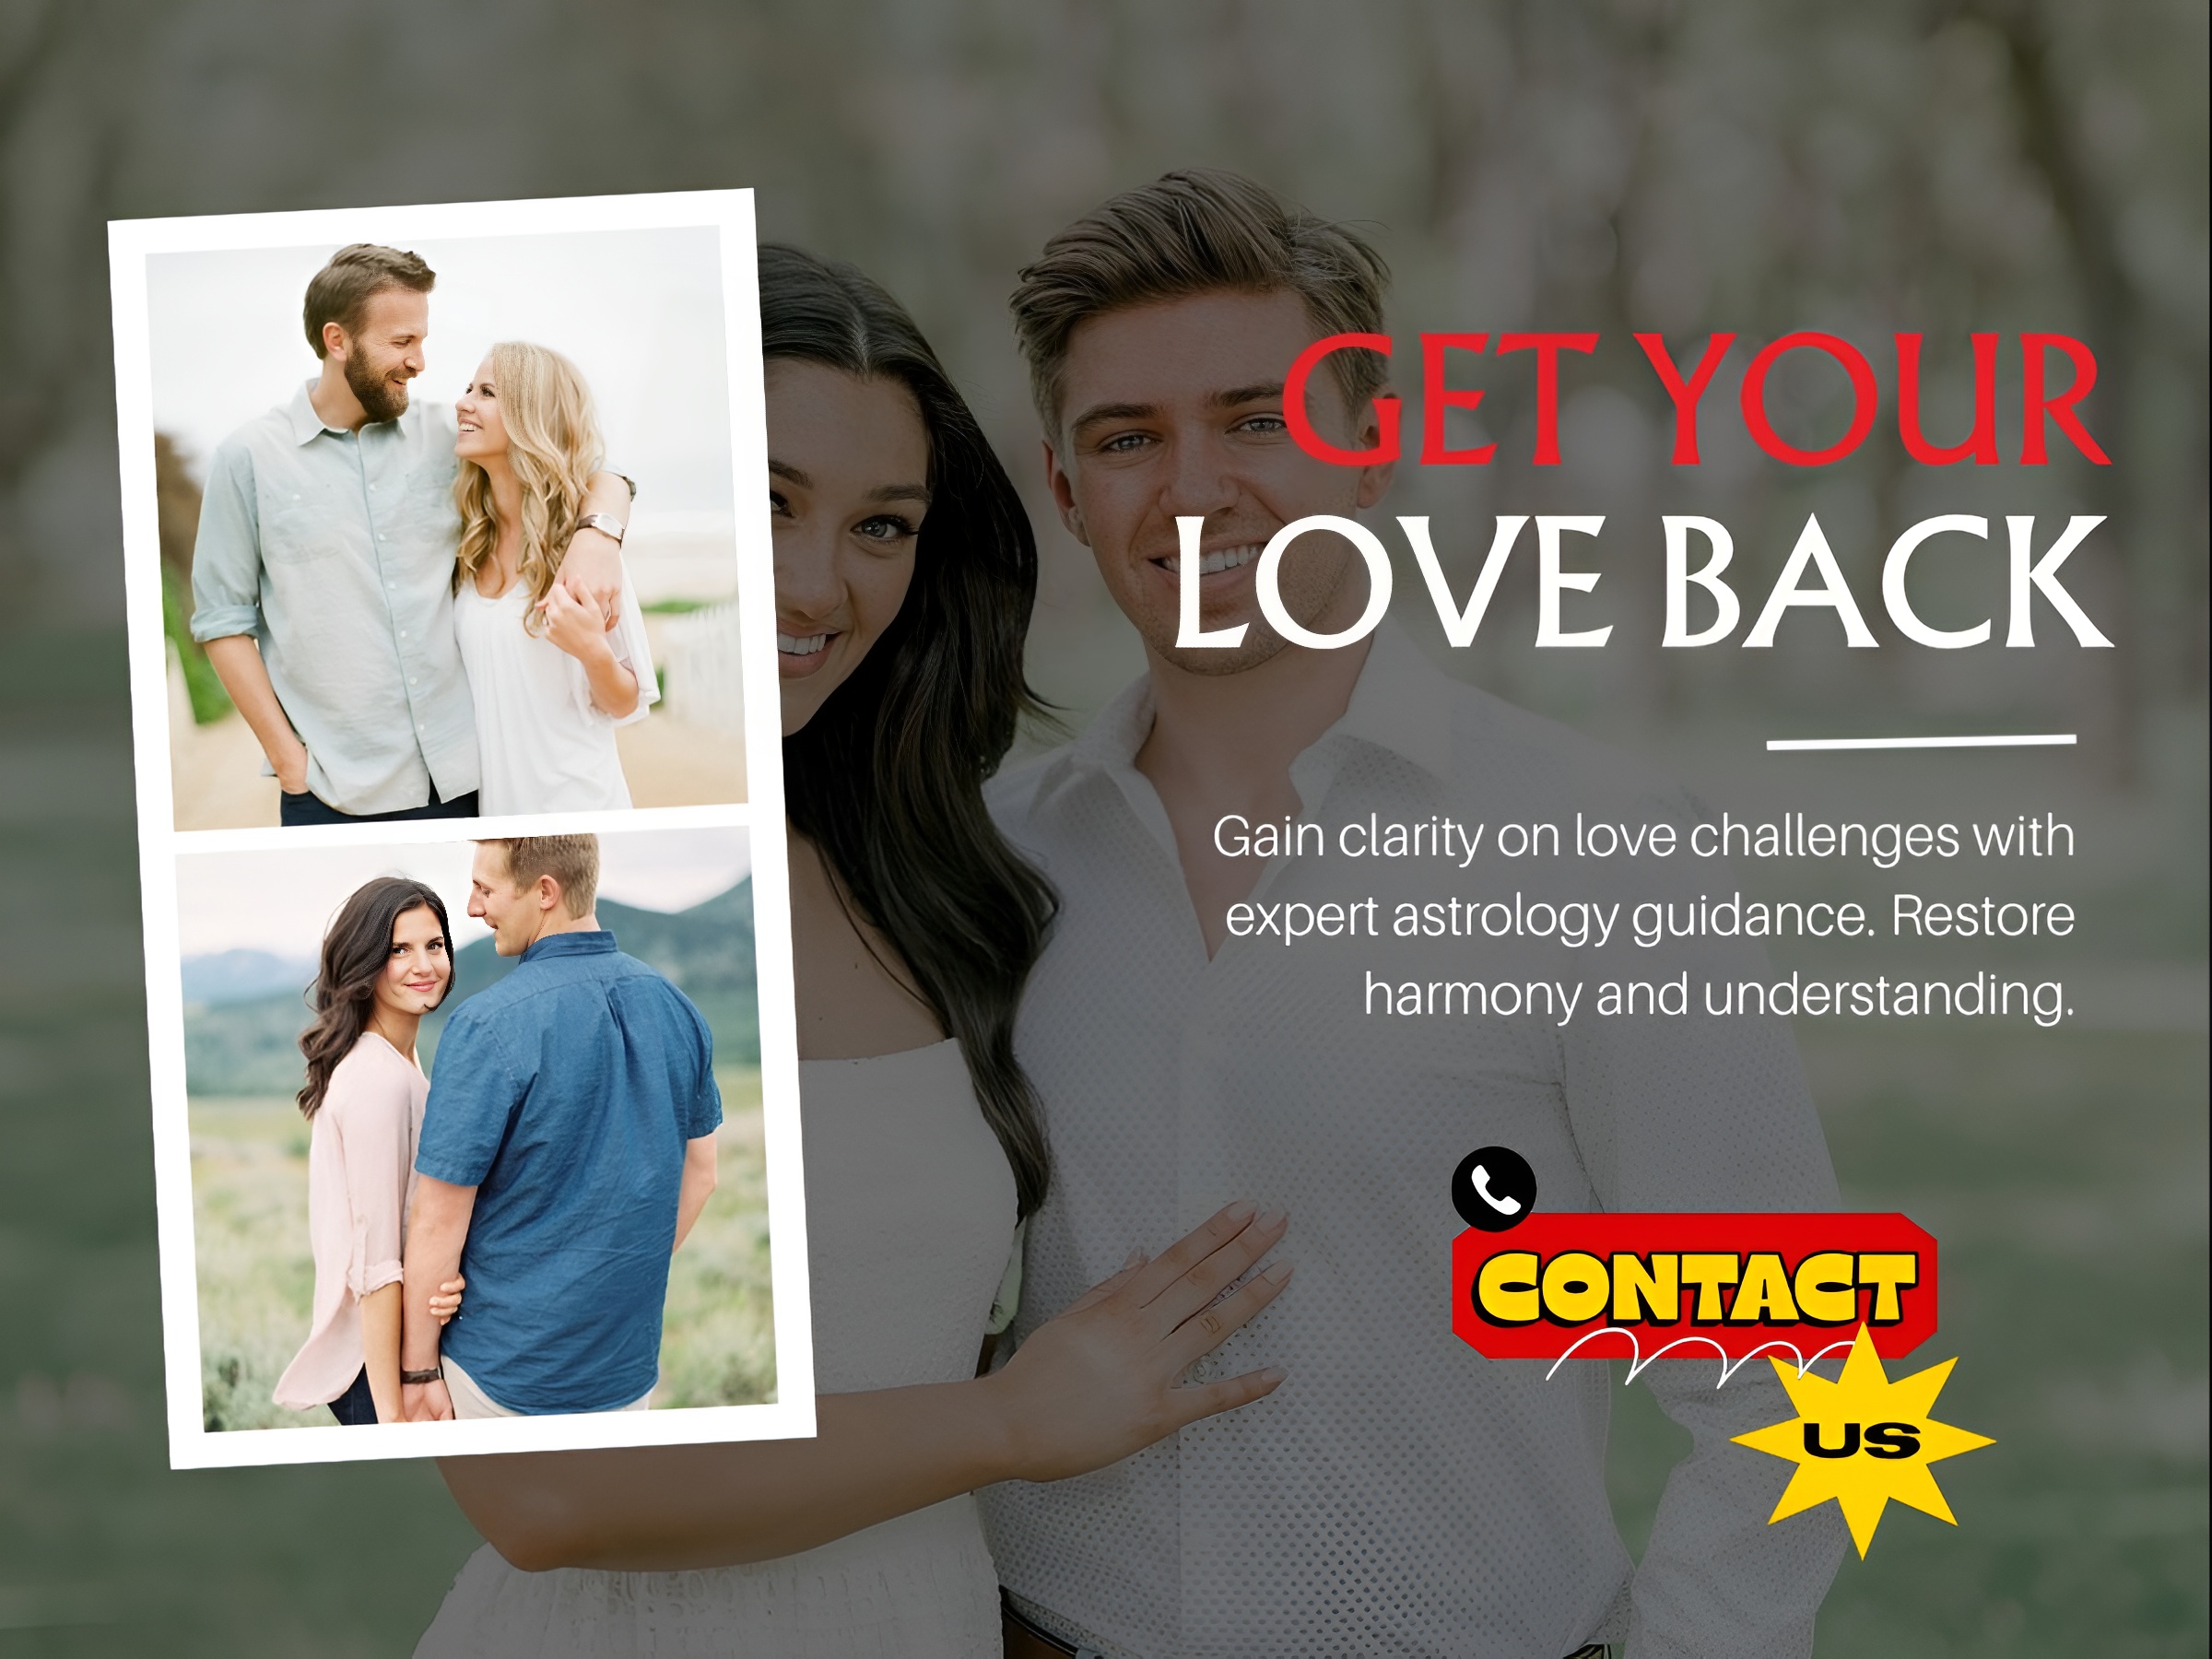 GET YOUR
LOVE BACK
Gain clarity on love challenges with
expert astrology guidance. Restore
harmony and understanding.
CONTACT
US